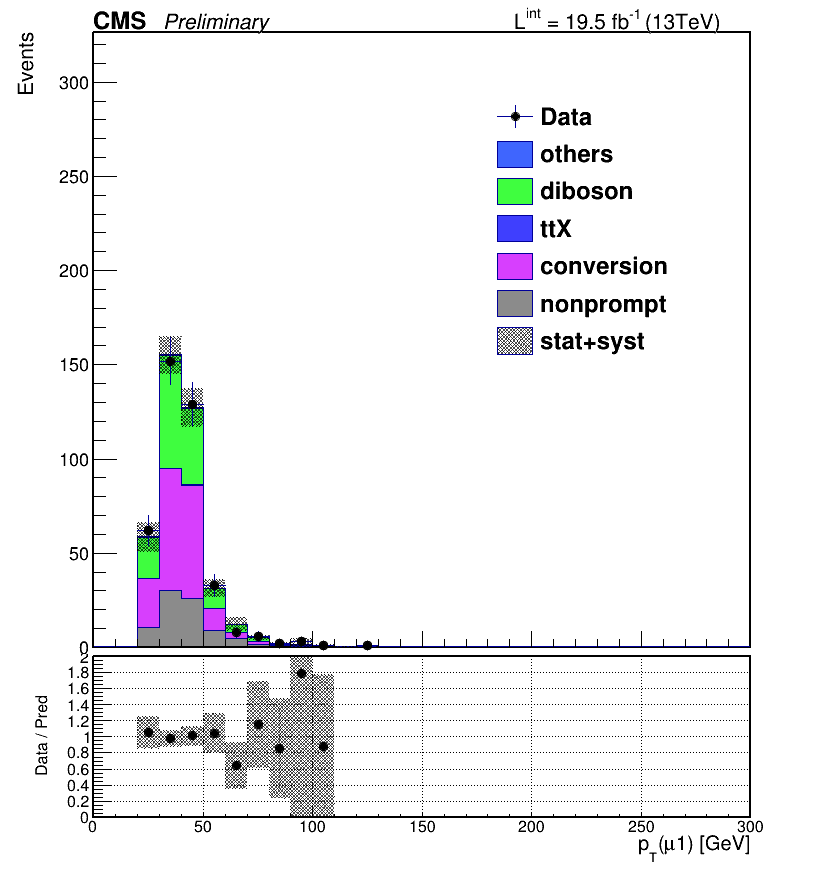 CMS Preliminary L^int = 19.5 fb^-1 (13TeV)
Events
300
250
200
150
100
50
0
Data
others
diboson
ttX
conversion
nonprompt
stat+syst
Data / Pred
2
1.8
1.6
1.4
1.2
1
0.8
0.6
0.4
0.2
0
0 50 100 150 200 250 300
p_T(μ1) [GeV]